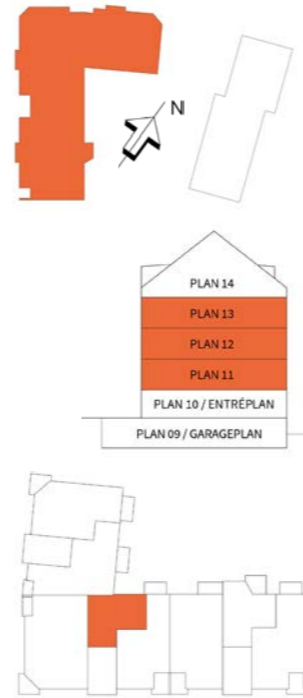 N
PLAN 14
PLAN 13
PLAN 12
PLAN 11
PLAN 10 / ENTRÉPLAN
PLAN 09 / GARAGEPLAN